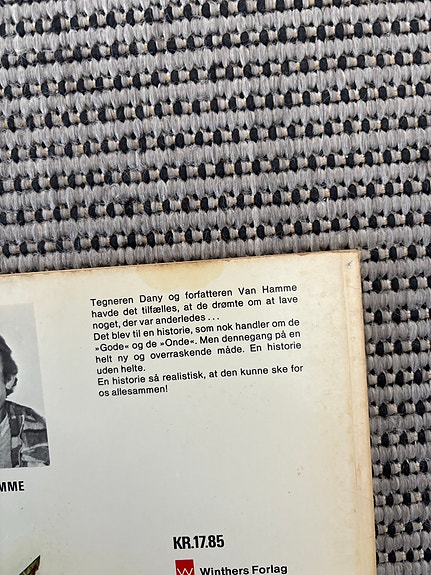 Tegneren Dany og forfatteren Van Hamme
havde det tilfælles, at de drømte om at lave
noget, der var anderledes . . .
Det blev til en historie, som nok handler om de
»Gode« og de »Onde«. Men dennegang på en
helt ny og overraskende måde. En historie
uden helte.
En historie så realistisk, at den kunne ske for
os allesammen!
MME
KR.17.85
W Winthers Forlag